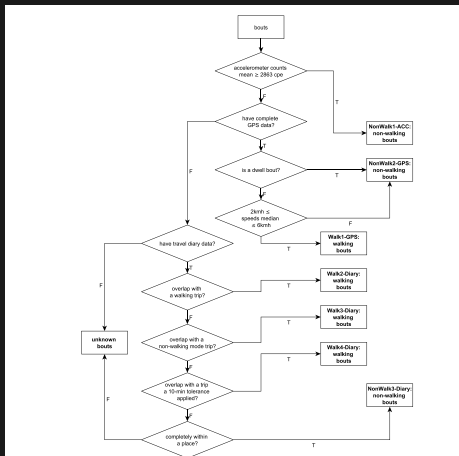 bouts
accelerometer counts
mean ≥ 2863 cpe
F
T
have complete
GPS data?
NonWalk1-ACC:
non-walking
bouts
T
F
is a dwell bout?
T
NonWalk2-GPS:
non-walking
bouts
F
2kmh ≤
speeds median
≤ 6kmh
F
T
Walk1-GPS:
walking
bouts
have travel diary data?
F
T
overlap with
a walking trip?
T
Walk2-Diary:
walking
bouts
F
overlap with a
non-walking mode trip?
T
Walk3-Diary:
walking
bouts
unknown
bouts
F
overlap with a trip
a 10-min tolerance
applied?
T
Walk4-Diary:
walking
bouts
F
F
completely within
a place?
T
NonWalk3-Diary:
non-walking
bouts